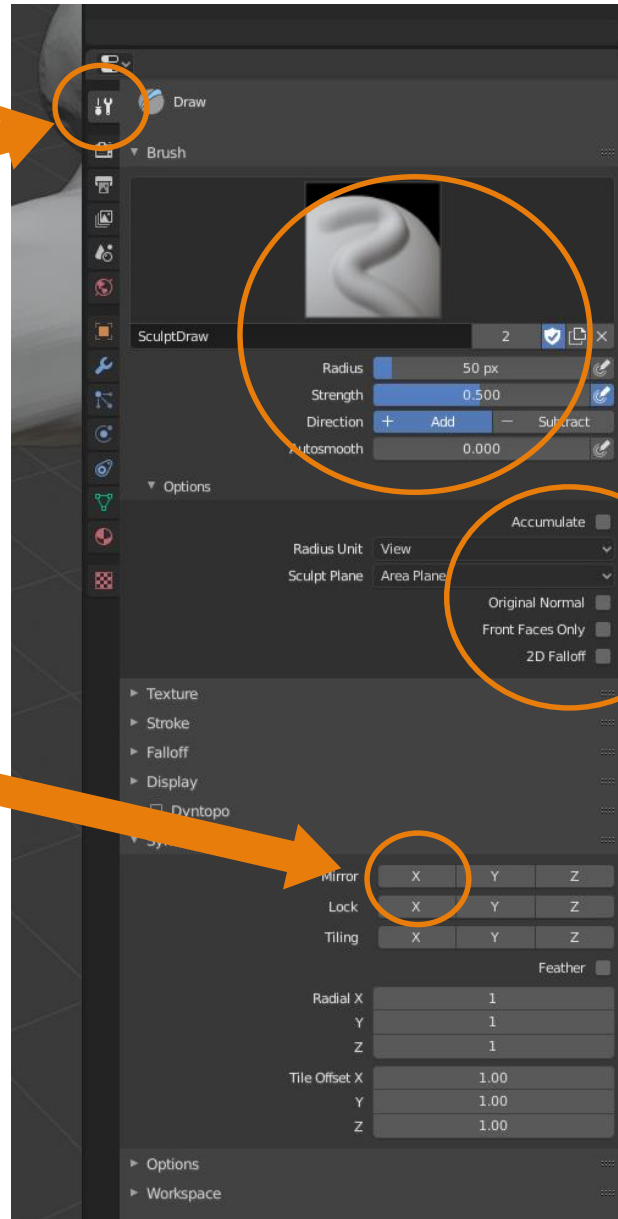 Draw
Brush
SculptDraw 2
Radius 50 px
Strength 0.500
Direction + Add − Subtract
Autosmooth 0.000
Options
Accumulate
Radius Unit View
Sculpt Plane Area Plane
Original Normal
Front Faces Only
2D Falloff
Texture
Stroke
Falloff
Display
Dyntopo
Mirror X Y Z
Lock X Y Z
Tiling X Y Z
Feather
Radial X 1
Y 1
Z 1
Tile Offset X 1.00
Y 1.00
Z 1.00
Options
Workspace